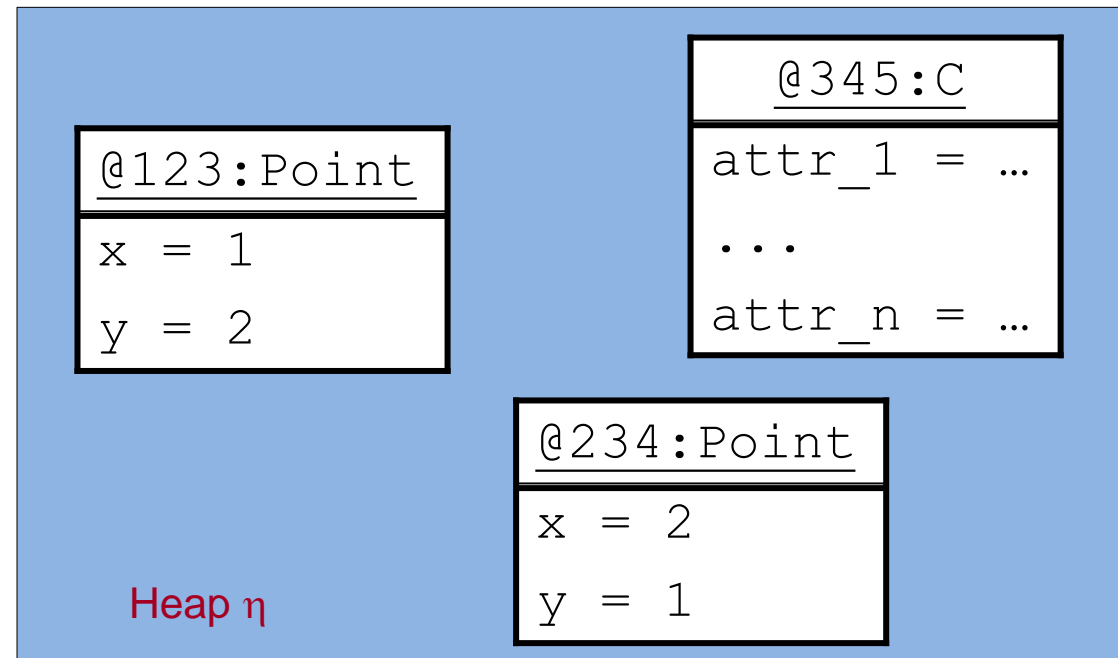 @345:C
attr_1 = …
...
attr_n = …
@123:Point
x = 1
y = 2
@234:Point
x = 2
y = 1
Heap η